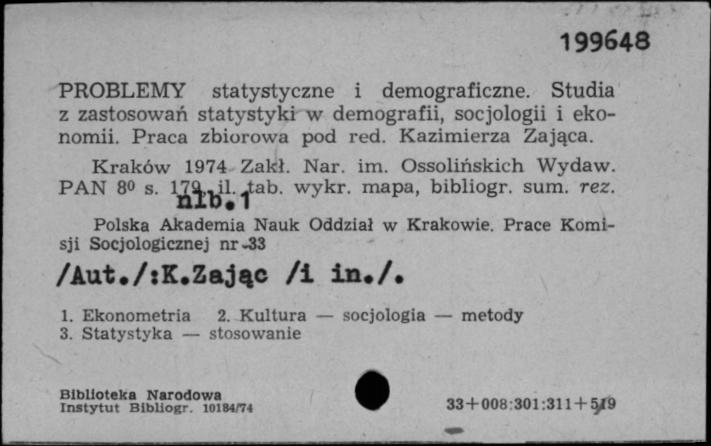 199648
PROBLEMY statystyczne i demograficzne. Studia
z zastosowań statystyki w demografii, socjologii i eko-
nomii. Praca zbiorowa pod red. Kazimierza Zająca.
Kraków 1974 Zakł. Nar. im. Ossolińskich Wydaw.
PAN 8⁰ s. 179, il. tab. wykr. mapa, bibliogr. sum. rez.
nlb.1
Polska Akademia Nauk Oddział w Krakowie. Prace Komi-
sji Socjologicznej nr 33
/Aut./:K.Zając /i in./.
1. Ekonometria 2. Kultura — socjologia — metody
3. Statystyka — stosowanie
Biblioteka Narodowa
Instytut Bibliogr. 10184/74
33+008:301:311+519